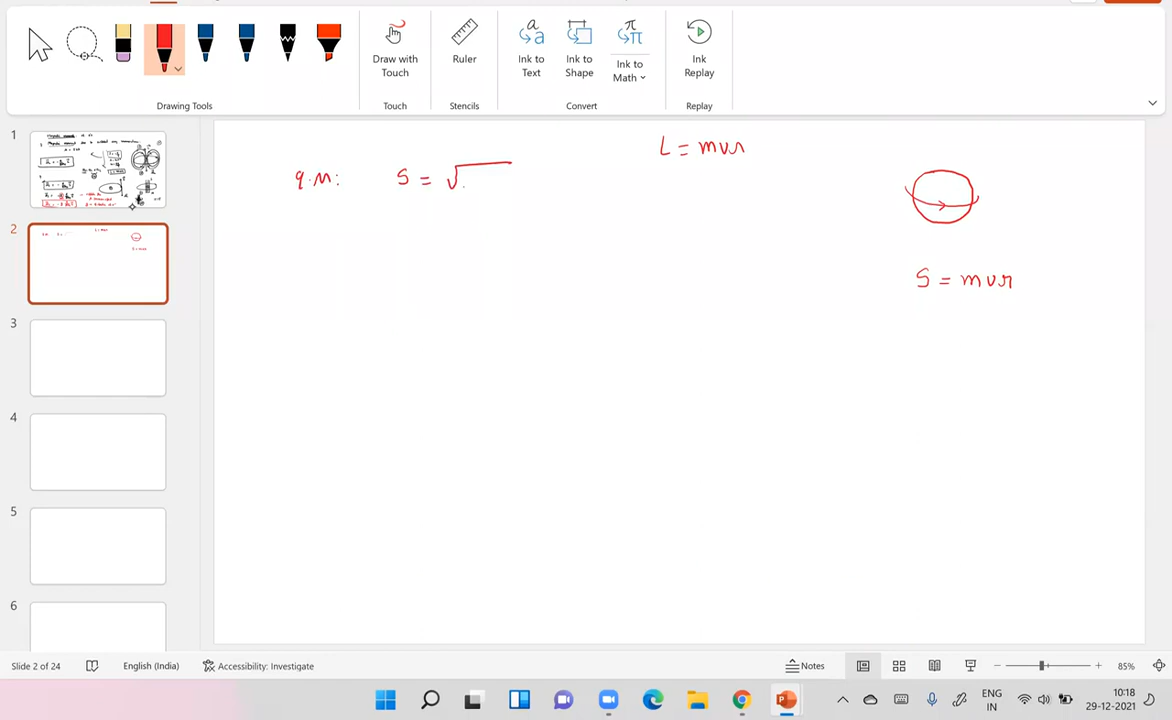 Draw with Touch
Ruler
Ink to Text
Ink to Shape
Ink to Math
Ink Replay
Drawing Tools
Touch
Stencils
Convert
Replay
1
2
3
4
5
6
L = mvr
q.m: S = √
S = mvr
Slide 2 of 24
English (India)
Accessibility: Investigate
Notes
85%
ENG
IN
10:18
29-12-2021